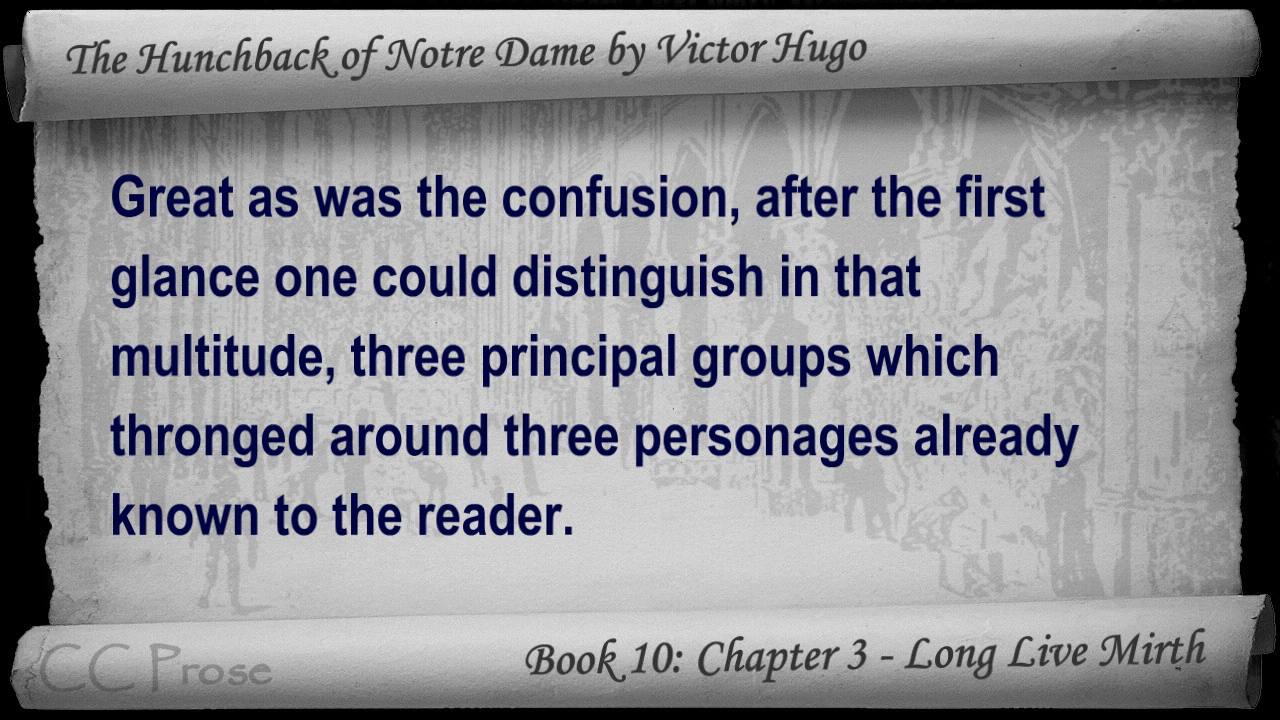 The Hunchback of Notre Dame by Victor Hugo
Great as was the confusion, after the first
glance one could distinguish in that
multitude, three principal groups which
thronged around three personages already
known to the reader.
CC Prose
Book 10: Chapter 3 - Long Live Mirth